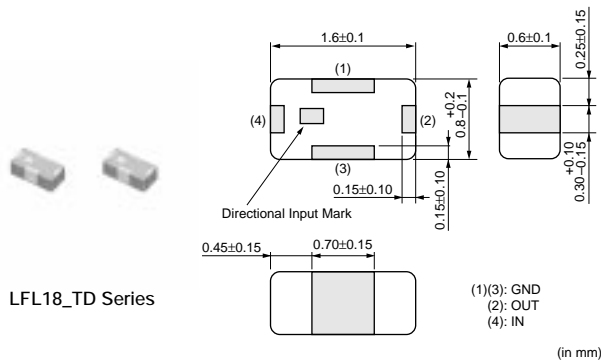 1.6±0.1
0.6±0.1
0.25±0.15
(1)
(4)
(2)
+0.2
0.8–0.1
+0.10
0.30–0.15
(3)
0.15±0.10
0.15±0.10
Directional Input Mark
0.45±0.15
0.70±0.15
LFL18_TD Series
(1)(3): GND
(2): OUT
(4): IN
(in mm)